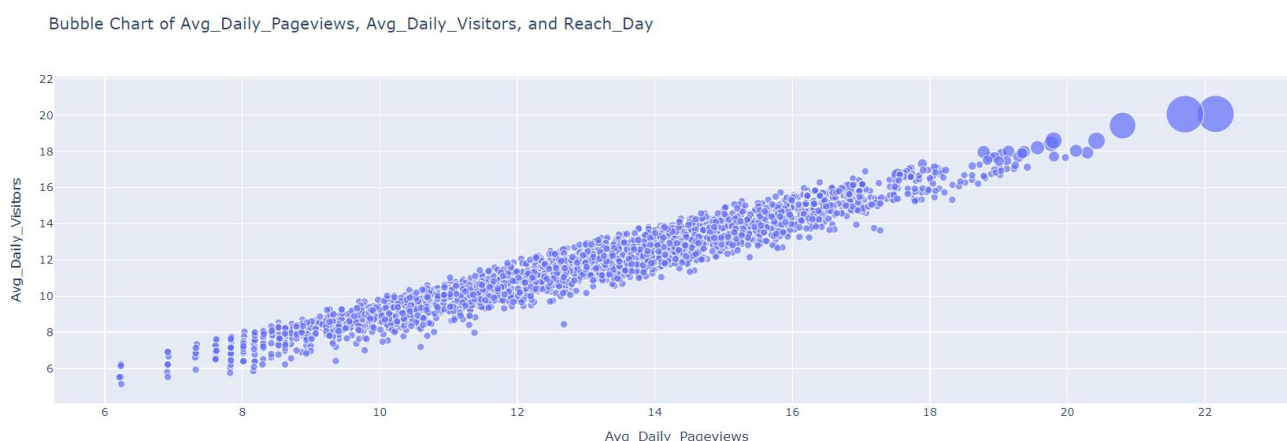 Bubble Chart of Avg_Daily_Pageviews, Avg_Daily_Visitors, and Reach_Day
22
20
18
16
14
12
10
8
6
Avg_Daily_Visitors
6 8 10 12 14 16 18 20 22
Avg_Daily_Pageviews